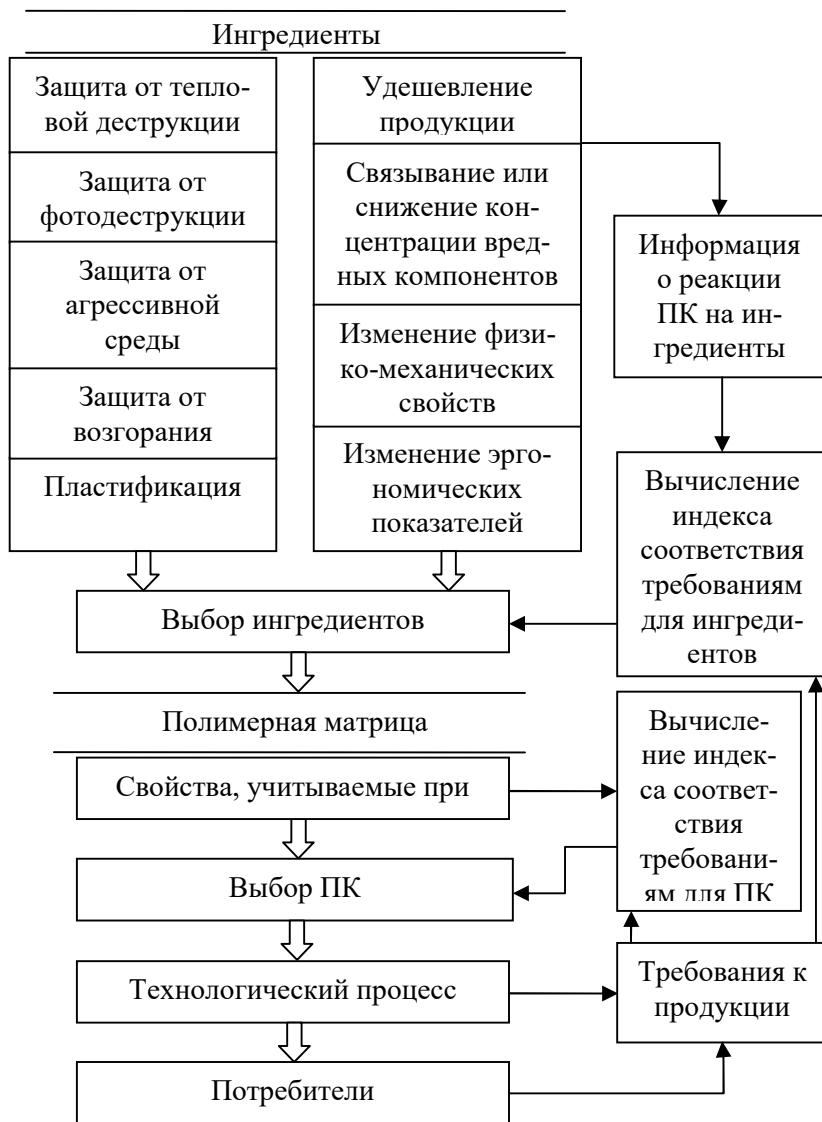 Ингредиенты
Защита от тепло-
вой деструкции
Защита от
фотодеструкции
Защита от
агрессивной
среды
Защита от
возгорания
Пластификация
Удешевление
продукции
Связывание или
снижение кон-
центрации вред-
ных компонентов
Изменение физи-
ко-механических
свойств
Изменение эрго-
номических
показателей
Информация
о реакции
ПК на ин-
гредиенты
Вычисление
индекса
соответствия
требованиям
для ингреди-
ентов
Выбор ингредиентов
Полимерная матрица
Свойства, учитываемые при
Вычисле-
ние индек-
са соответ-
ствия
требовани-
ям для ПК
Выбор ПК
Технологический процесс
Требования к
продукции
Потребители